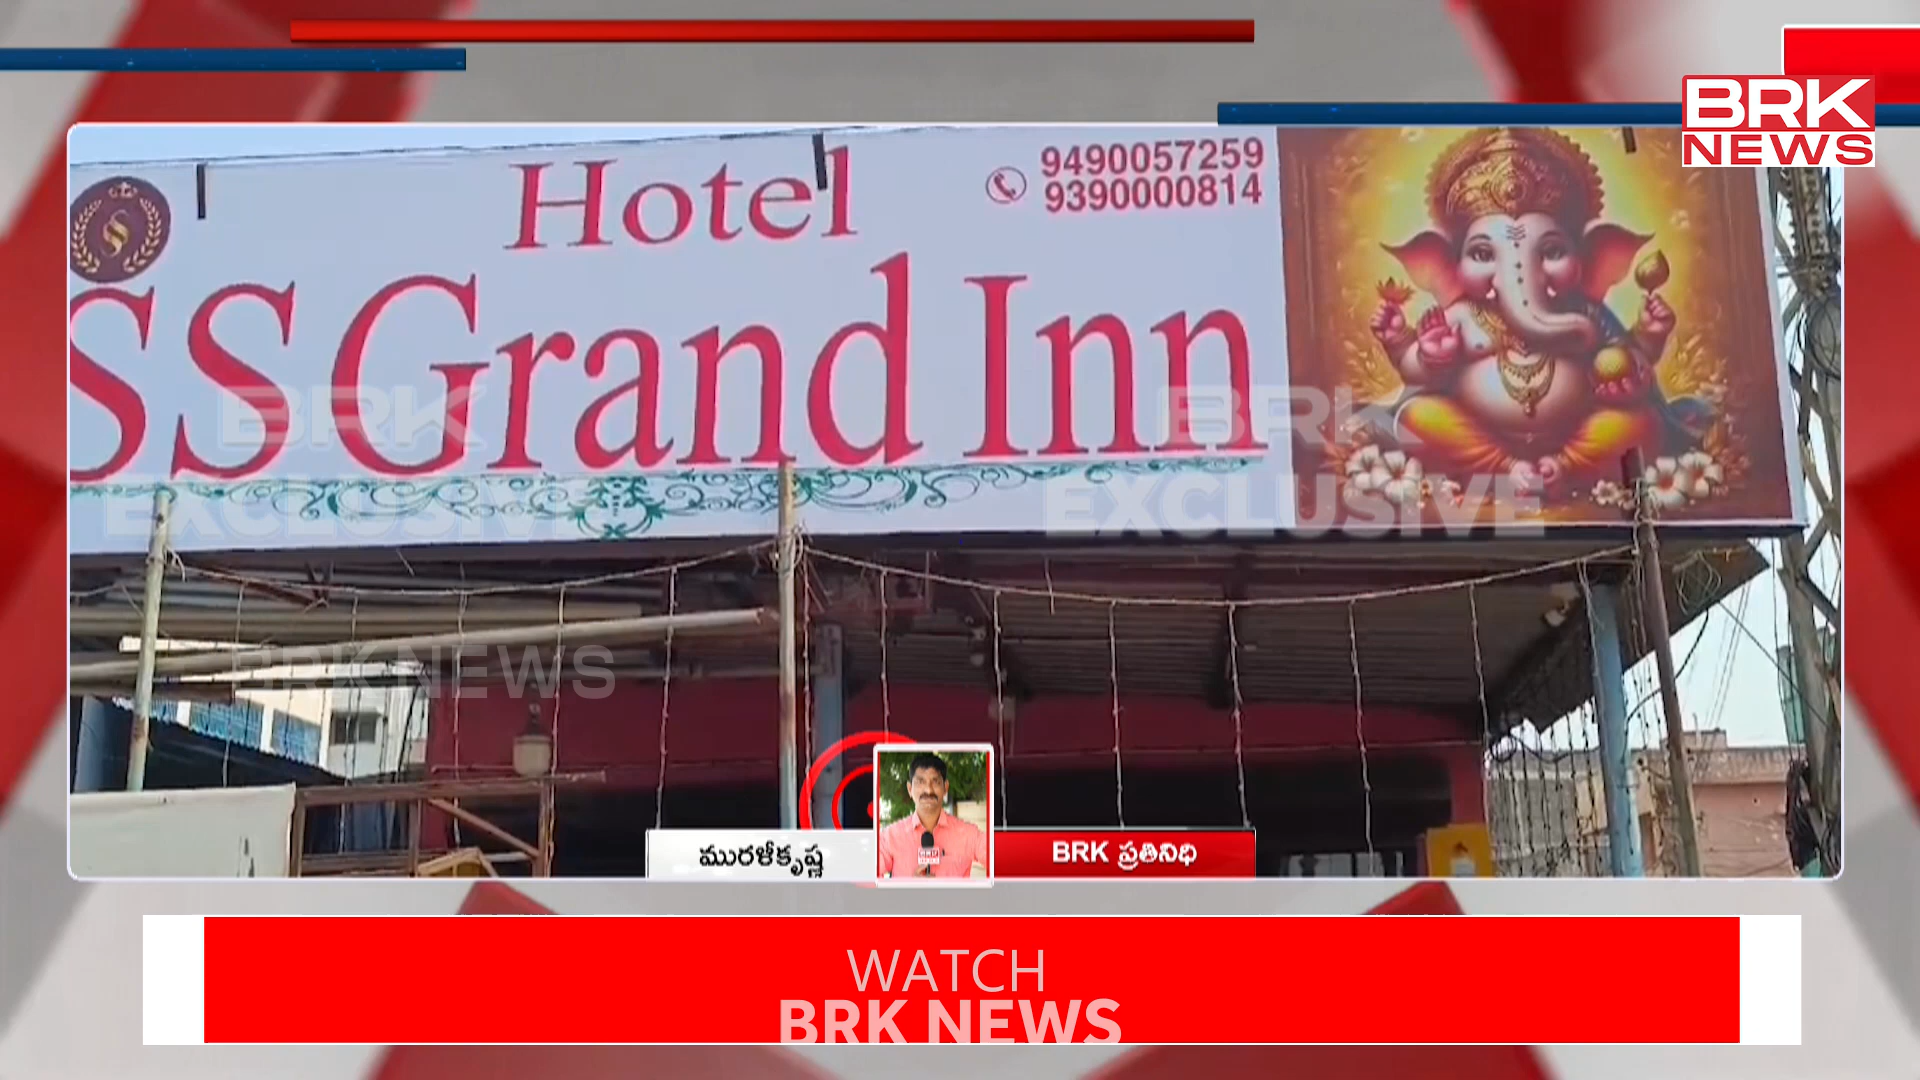 BRK
NEWS
Hotel
9490057259
9390000814
SS Grand Inn
BRK
EXCLUSIVE
BRK
EXCLUSIVE
BRK NEWS
మురళీకృష్ణ
BRK ప్రతినిధి
WATCH
BRK NEWS